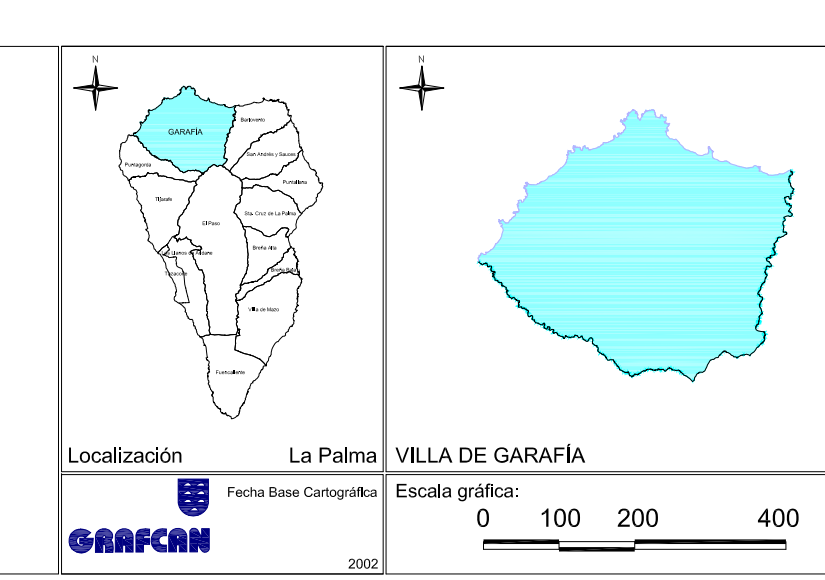 N
GARAFÍA
Barlovento
San Andrés y Sauces
Puntagorda
Puntallana
Tijarafe
Sta. Cruz de La Palma
El Paso
Breña Alta
Los Llanos de Aridane
Breña Baja
Tazacorte
Villa de Mazo
Fuencaliente
Localización La Palma
N
VILLA DE GARAFÍA
Fecha Base Cartográfica
GRAFCAN
2002
Escala gráfica:
0 100 200 400